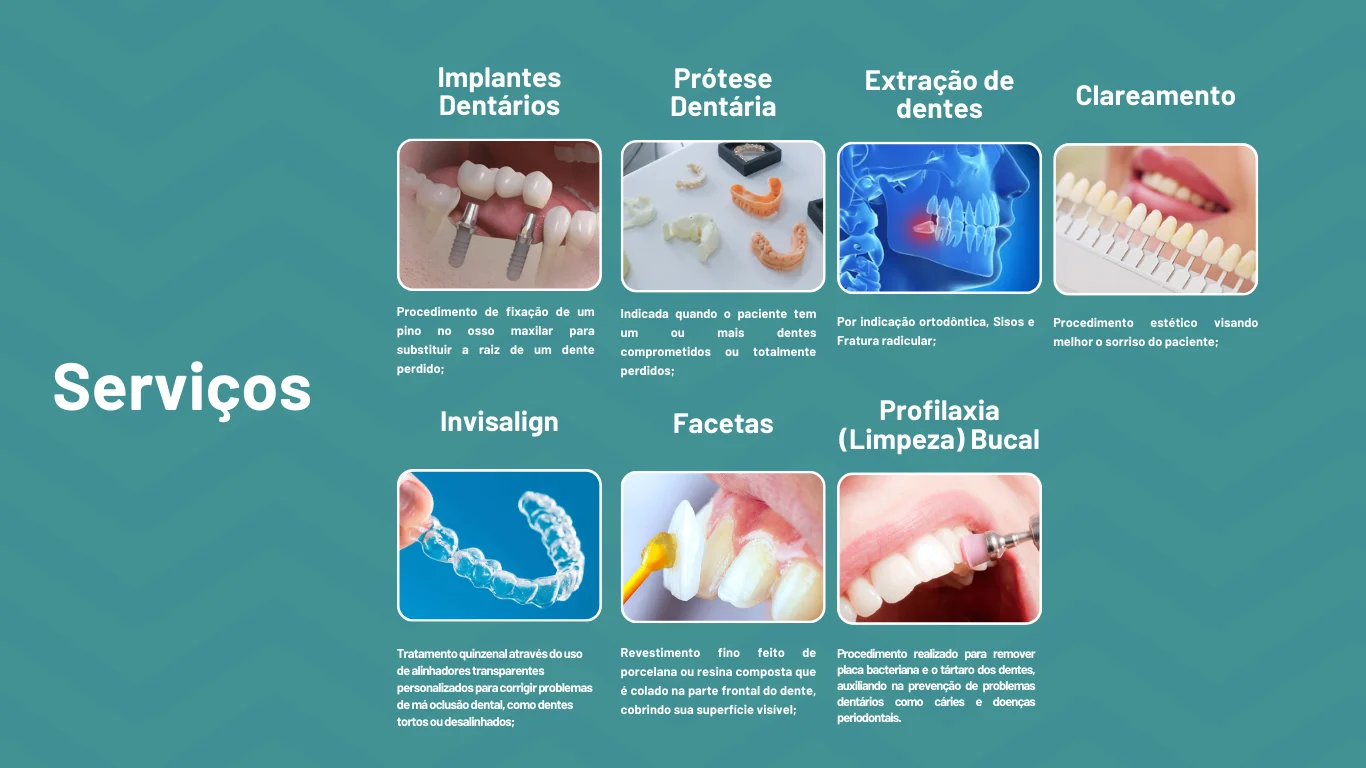 Serviços
Implantes
Dentários
Procedimento de fixação de um
pino no osso maxilar para
substituir a raiz de um dente
perdido;
Prótese
Dentária
Indicada quando o paciente tem
um ou mais dentes
comprometidos ou totalmente
perdidos;
Extração de
dentes
Por indicação ortodôntica, Sisos e
Fratura radicular;
Clareamento
Procedimento estético visando
melhor o sorriso do paciente;
Invisalign
Tratamento quinzenal através do uso
de alinhadores transparentes
personalizados para corrigir problemas
de má oclusão dental, como dentes
tortos ou desalinhados;
Facetas
Revestimento fino feito de
porcelana ou resina composta que
é colado na parte frontal do dente,
cobrindo sua superfície visível;
Profilaxia
(Limpeza) Bucal
Procedimento realizado para remover
placa bacteriana e o tártaro dos dentes,
auxiliando na prevenção de problemas
dentários como cáries e doenças
periodontais.